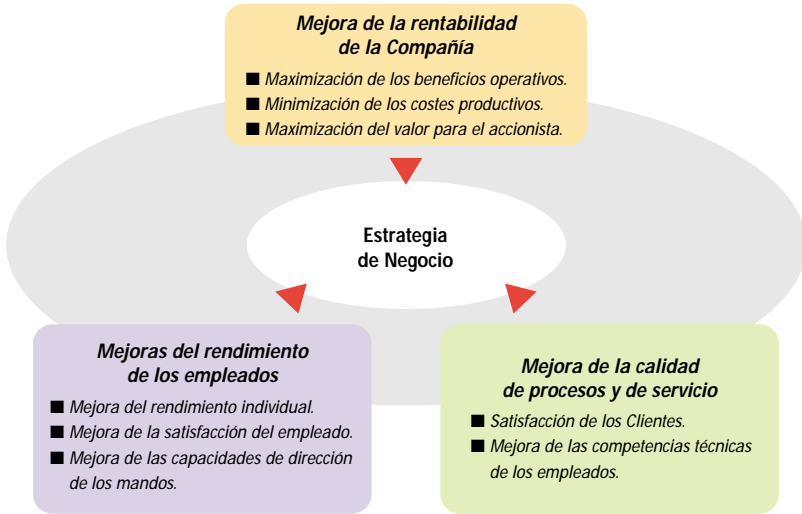 Mejora de la rentabilidad
de la Compañía
■ Maximización de los beneficios operativos.
■ Minimización de los costes productivos.
■ Maximización del valor para el accionista.
Estrategia
de Negocio
Mejoras del rendimiento
de los empleados
■ Mejora del rendimiento individual.
■ Mejora de la satisfacción del empleado.
■ Mejora de las capacidades de dirección
de los mandos.
Mejora de la calidad
de procesos y de servicio
■ Satisfacción de los Clientes.
■ Mejora de las competencias técnicas
de los empleados.